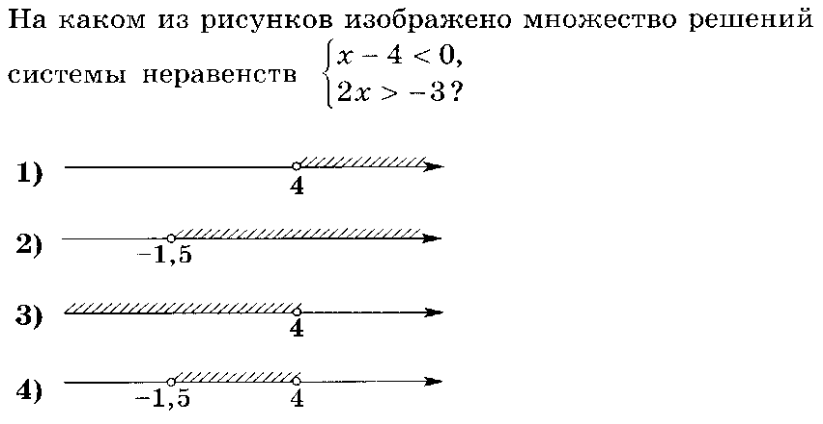 На каком из рисунков изображено множество решений
системы неравенств { x – 4 < 0,
2x > –3?
1) 4
2) –1,5
3) 4
4) –1,5 4